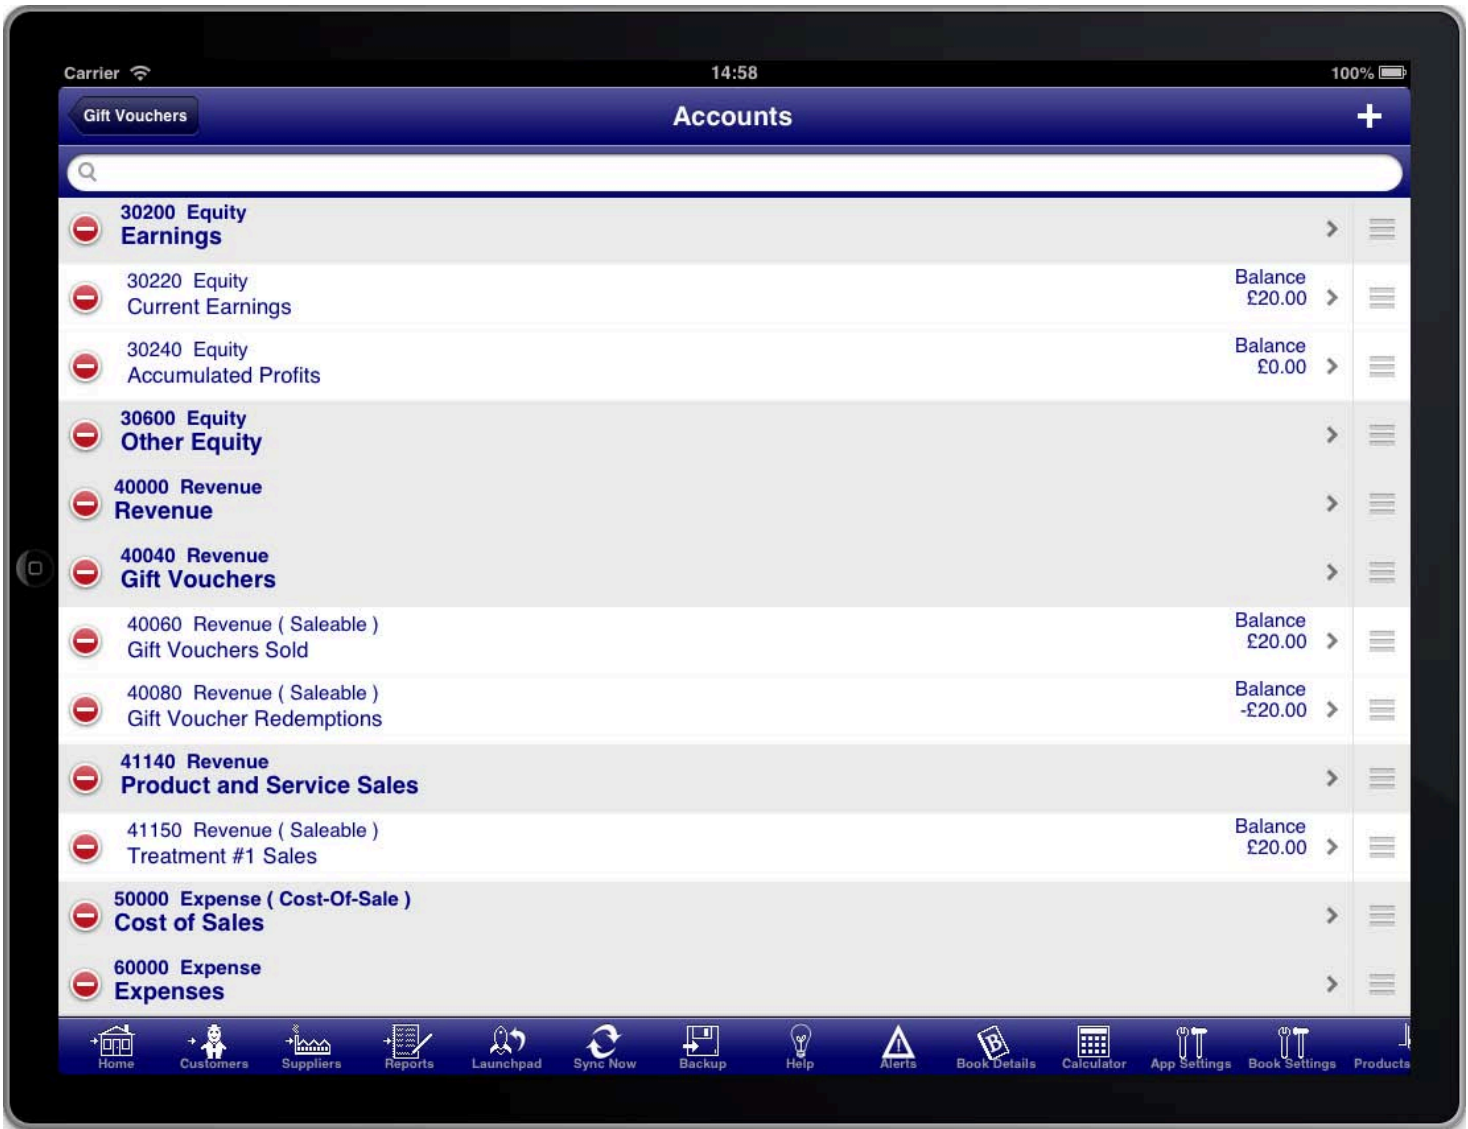 Carrier 14:58 100%
Gift Vouchers Accounts +
30200 Equity
Earnings
30220 Equity Balance
Current Earnings £20.00
30240 Equity Balance
Accumulated Profits £0.00
30600 Equity
Other Equity
40000 Revenue
Revenue
40040 Revenue
Gift Vouchers
40060 Revenue ( Saleable ) Balance
Gift Vouchers Sold £20.00
40080 Revenue ( Saleable ) Balance
Gift Voucher Redemptions -£20.00
41140 Revenue
Product and Service Sales
41150 Revenue ( Saleable ) Balance
Treatment #1 Sales £20.00
50000 Expense ( Cost-Of-Sale )
Cost of Sales
60000 Expense
Expenses
Home Customers Suppliers Reports Launchpad Sync Now Backup Help Alerts Book Details Calculator App Settings Book Settings Products